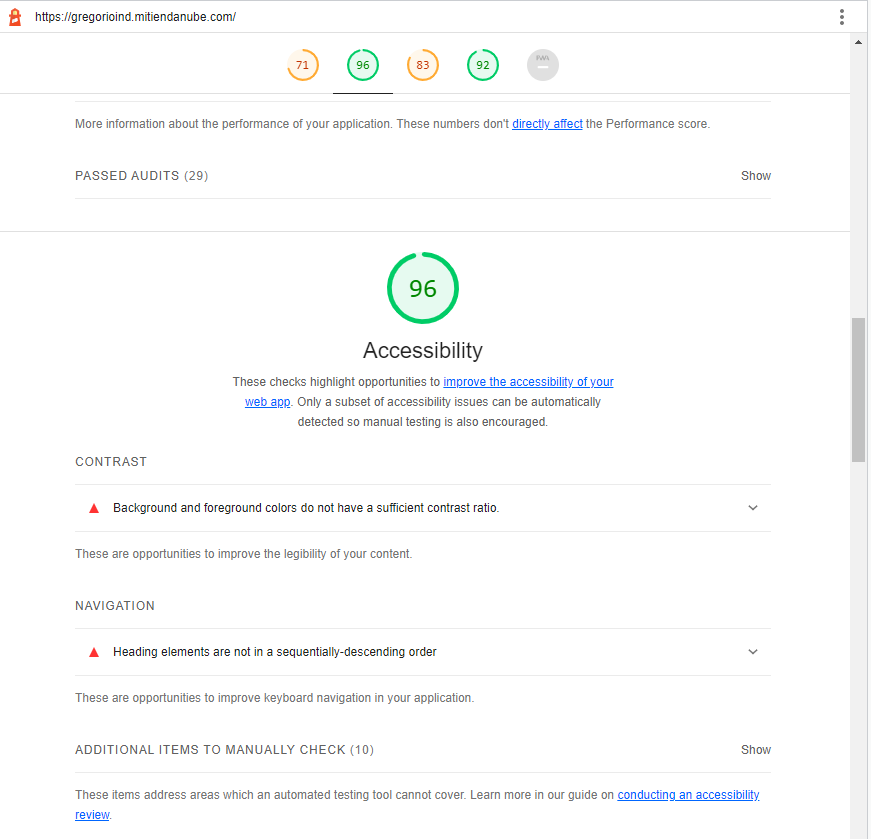 https://gregorioind.mitiendanube.com/
71 96 83 92 PWA
More information about the performance of your application. These numbers don't directly affect the Performance score.
PASSED AUDITS (29) Show
96
Accessibility
These checks highlight opportunities to improve the accessibility of your
web app. Only a subset of accessibility issues can be automatically
detected so manual testing is also encouraged.
CONTRAST
Background and foreground colors do not have a sufficient contrast ratio.
These are opportunities to improve the legibility of your content.
NAVIGATION
Heading elements are not in a sequentially-descending order
These are opportunities to improve keyboard navigation in your application.
ADDITIONAL ITEMS TO MANUALLY CHECK (10) Show
These items address areas which an automated testing tool cannot cover. Learn more in our guide on conducting an accessibility
review.